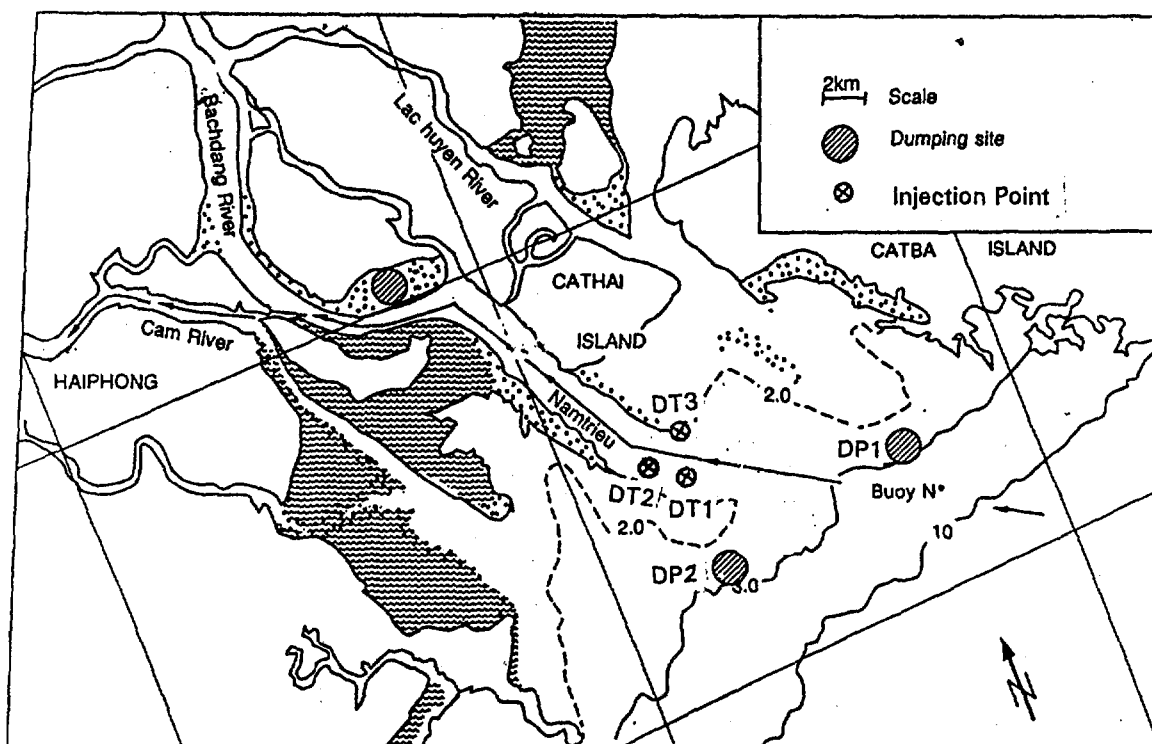 2km Scale
Dumping site
Injection Point
Bachdang River
Lac huyen River
CATBA ISLAND
CATHAI
ISLAND
Cam River
HAIPHONG
Namtrieu
DT3
2.0
DP1
DT2
DT1
Buoy N°
2.0
10
DP2
3.0
N